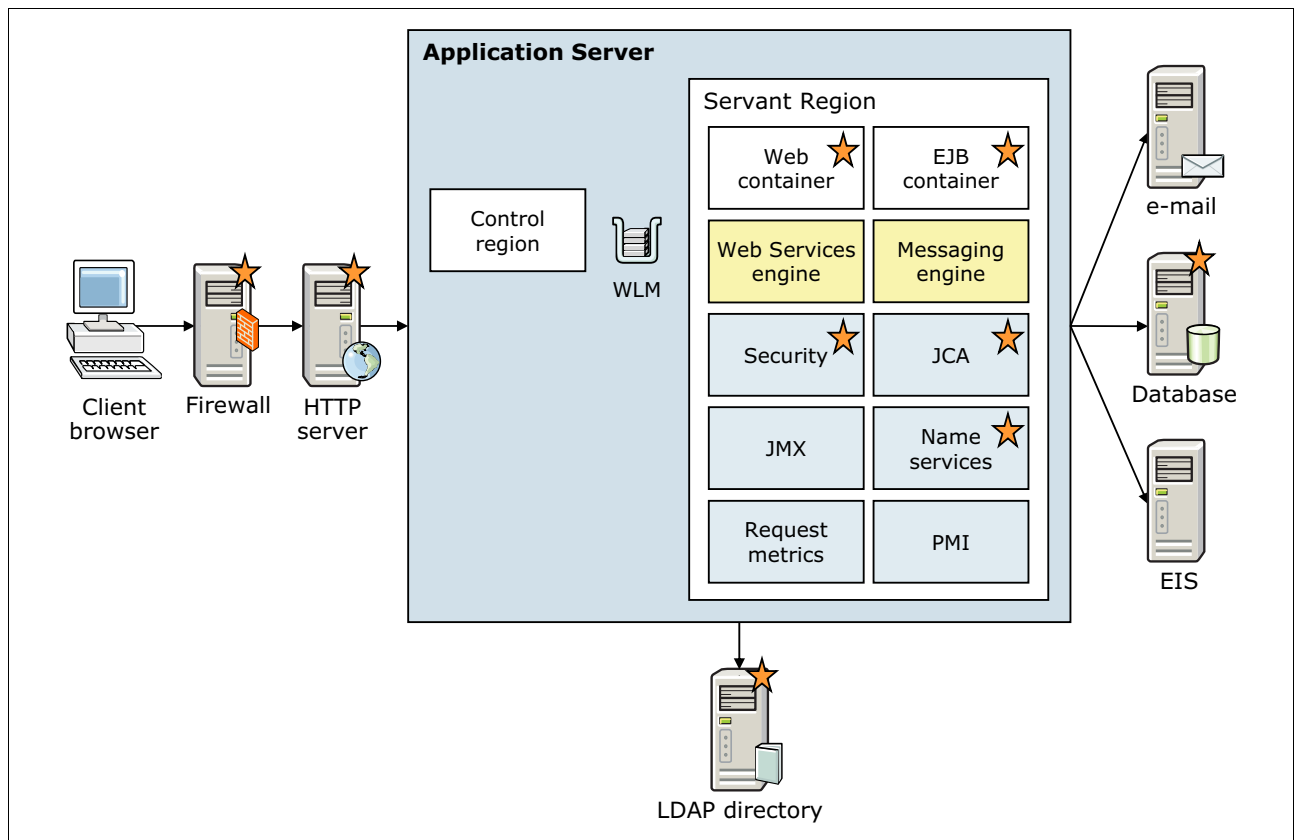 Application Server
Servant Region
Web
container
EJB
container
Control
region
WLM
Web Services
engine
Messaging
engine
Security
JCA
JMX
Name
services
Request
metrics
PMI
Client
browser
Firewall
HTTP
server
e-mail
Database
EIS
LDAP directory